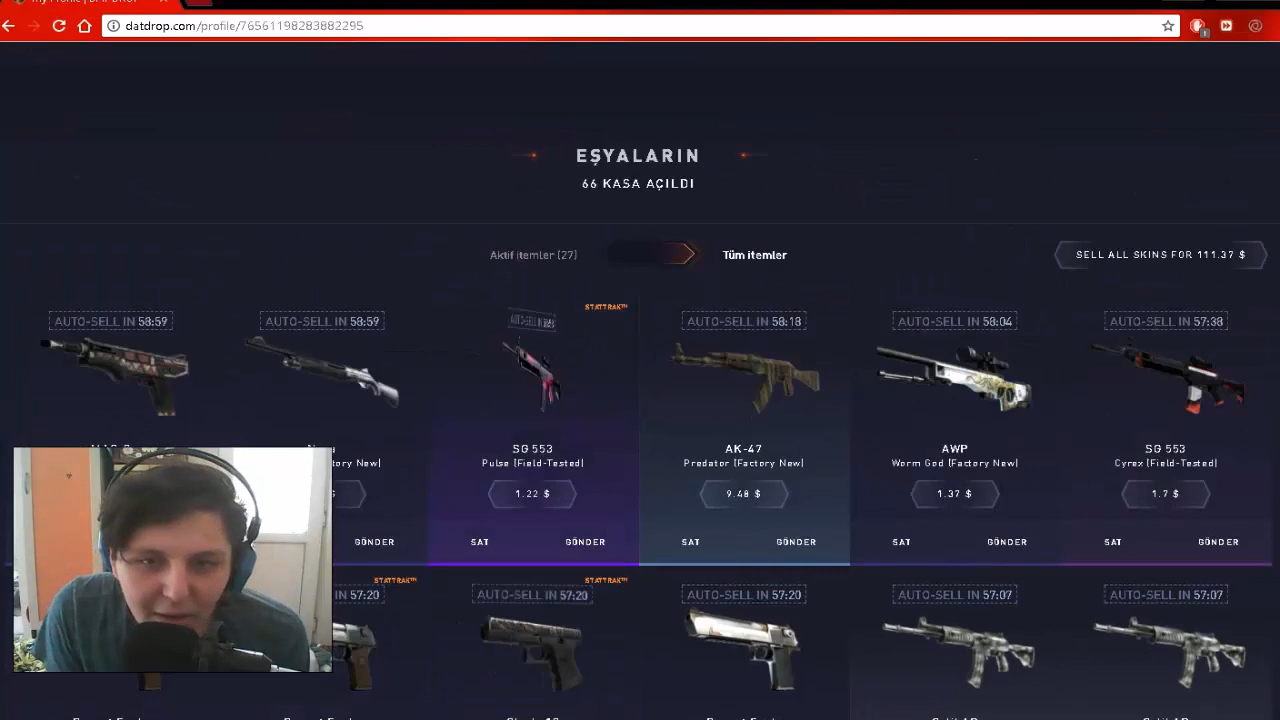 datdrop.com/profile/76561198283882295
EŞYALARIN
66 KASA AÇILDI
Aktif itemler (27)
Tüm itemler
SELL ALL SKINS FOR 111.37 $
STATTRAK™
AUTO-SELL IN 58:59
AUTO-SELL IN 58:59
AUTO-SELL IN
AUTO-SELL IN 58:18
AUTO-SELL IN 58:04
AUTO-SELL IN 57:38
SG 553
AK-47
AWP
SG 553
New]
Pulse [Field-Tested]
Predator [Factory New]
Worm God [Factory New]
Cyrex [Field-Tested]
1.22 $
9.48 $
1.37 $
1.7 $
GÖNDER
SAT
GÖNDER
SAT
GÖNDER
SAT
GÖNDER
SAT
GÖNDER
STATTRAK™
STATTRAK™
IN 57:20
AUTO-SELL IN 57:20
AUTO-SELL IN 57:20
AUTO-SELL IN 57:07
AUTO-SELL IN 57:07